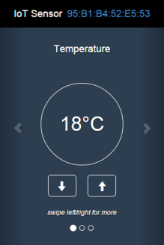 IoT Sensor 95:B1:B4:52:E5:53
Temperature
18°C
swipe left/right for more